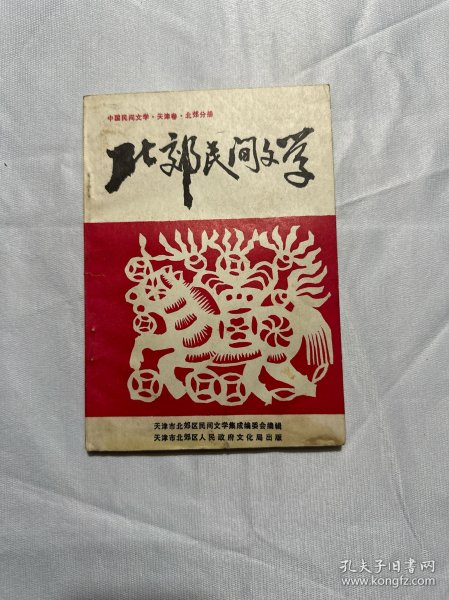 中国民间文学·天津卷·北郊分册
北郊民间文学
天津市北郊区民间文学集成编委会编辑
天津市北郊区人民政府文化局出版
孔夫子旧书网
www.kongfz.com